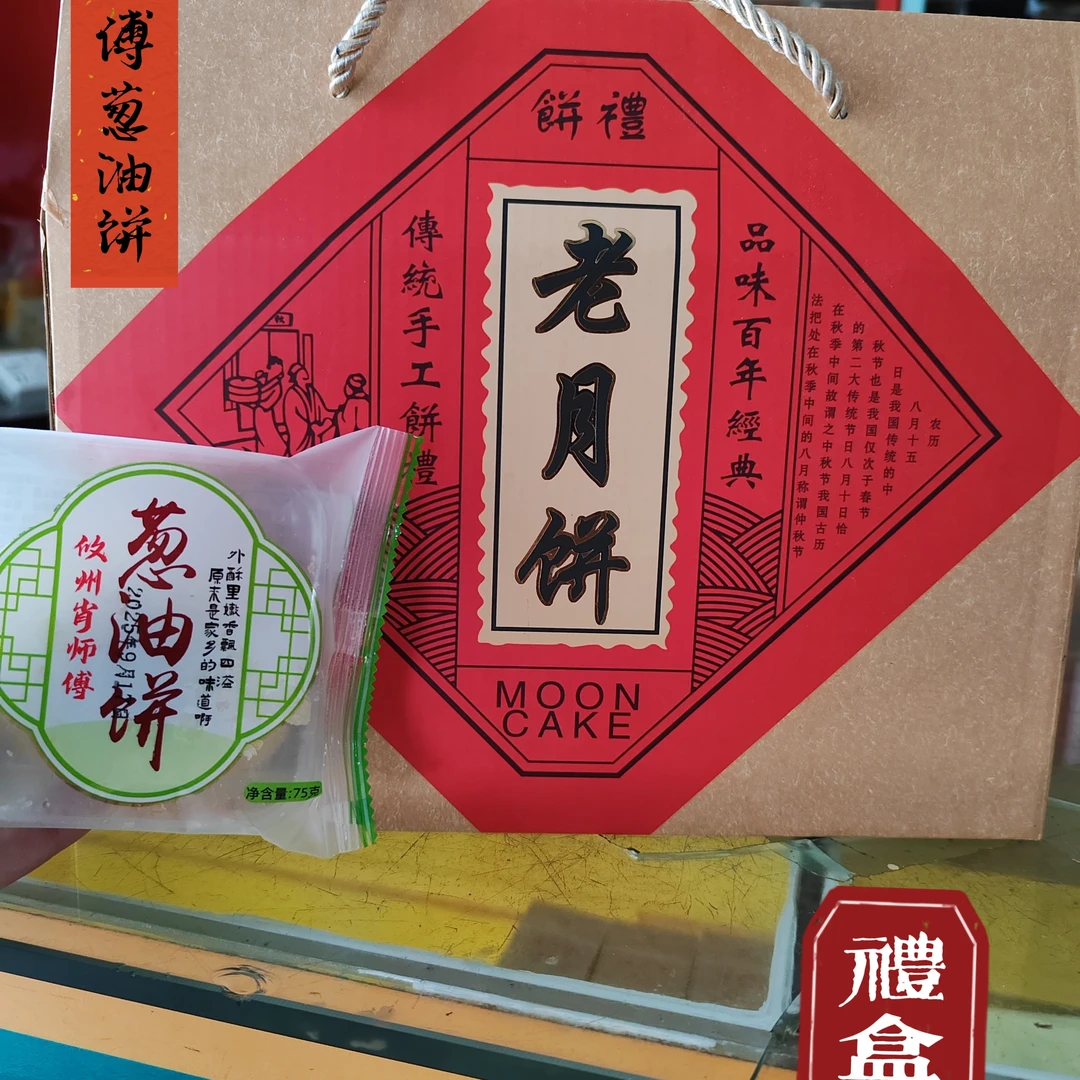 傅葱油饼
餅禮
老月饼
傳統手工餅禮
品味百年經典
农历
八月十五
日是我国传统的中
秋节也是我国仅次于春节
的第二大传统节日八月十日恰
在秋季中间故谓之中秋节我国古历
法把处在秋季中间的八月称谓仲秋节
MOON
CAKE
葱油饼
攸州肖师傅
外酥里嫩香飘四溢
原来是家乡的味道啊
2025年9月1
净含量:75克
禮盒